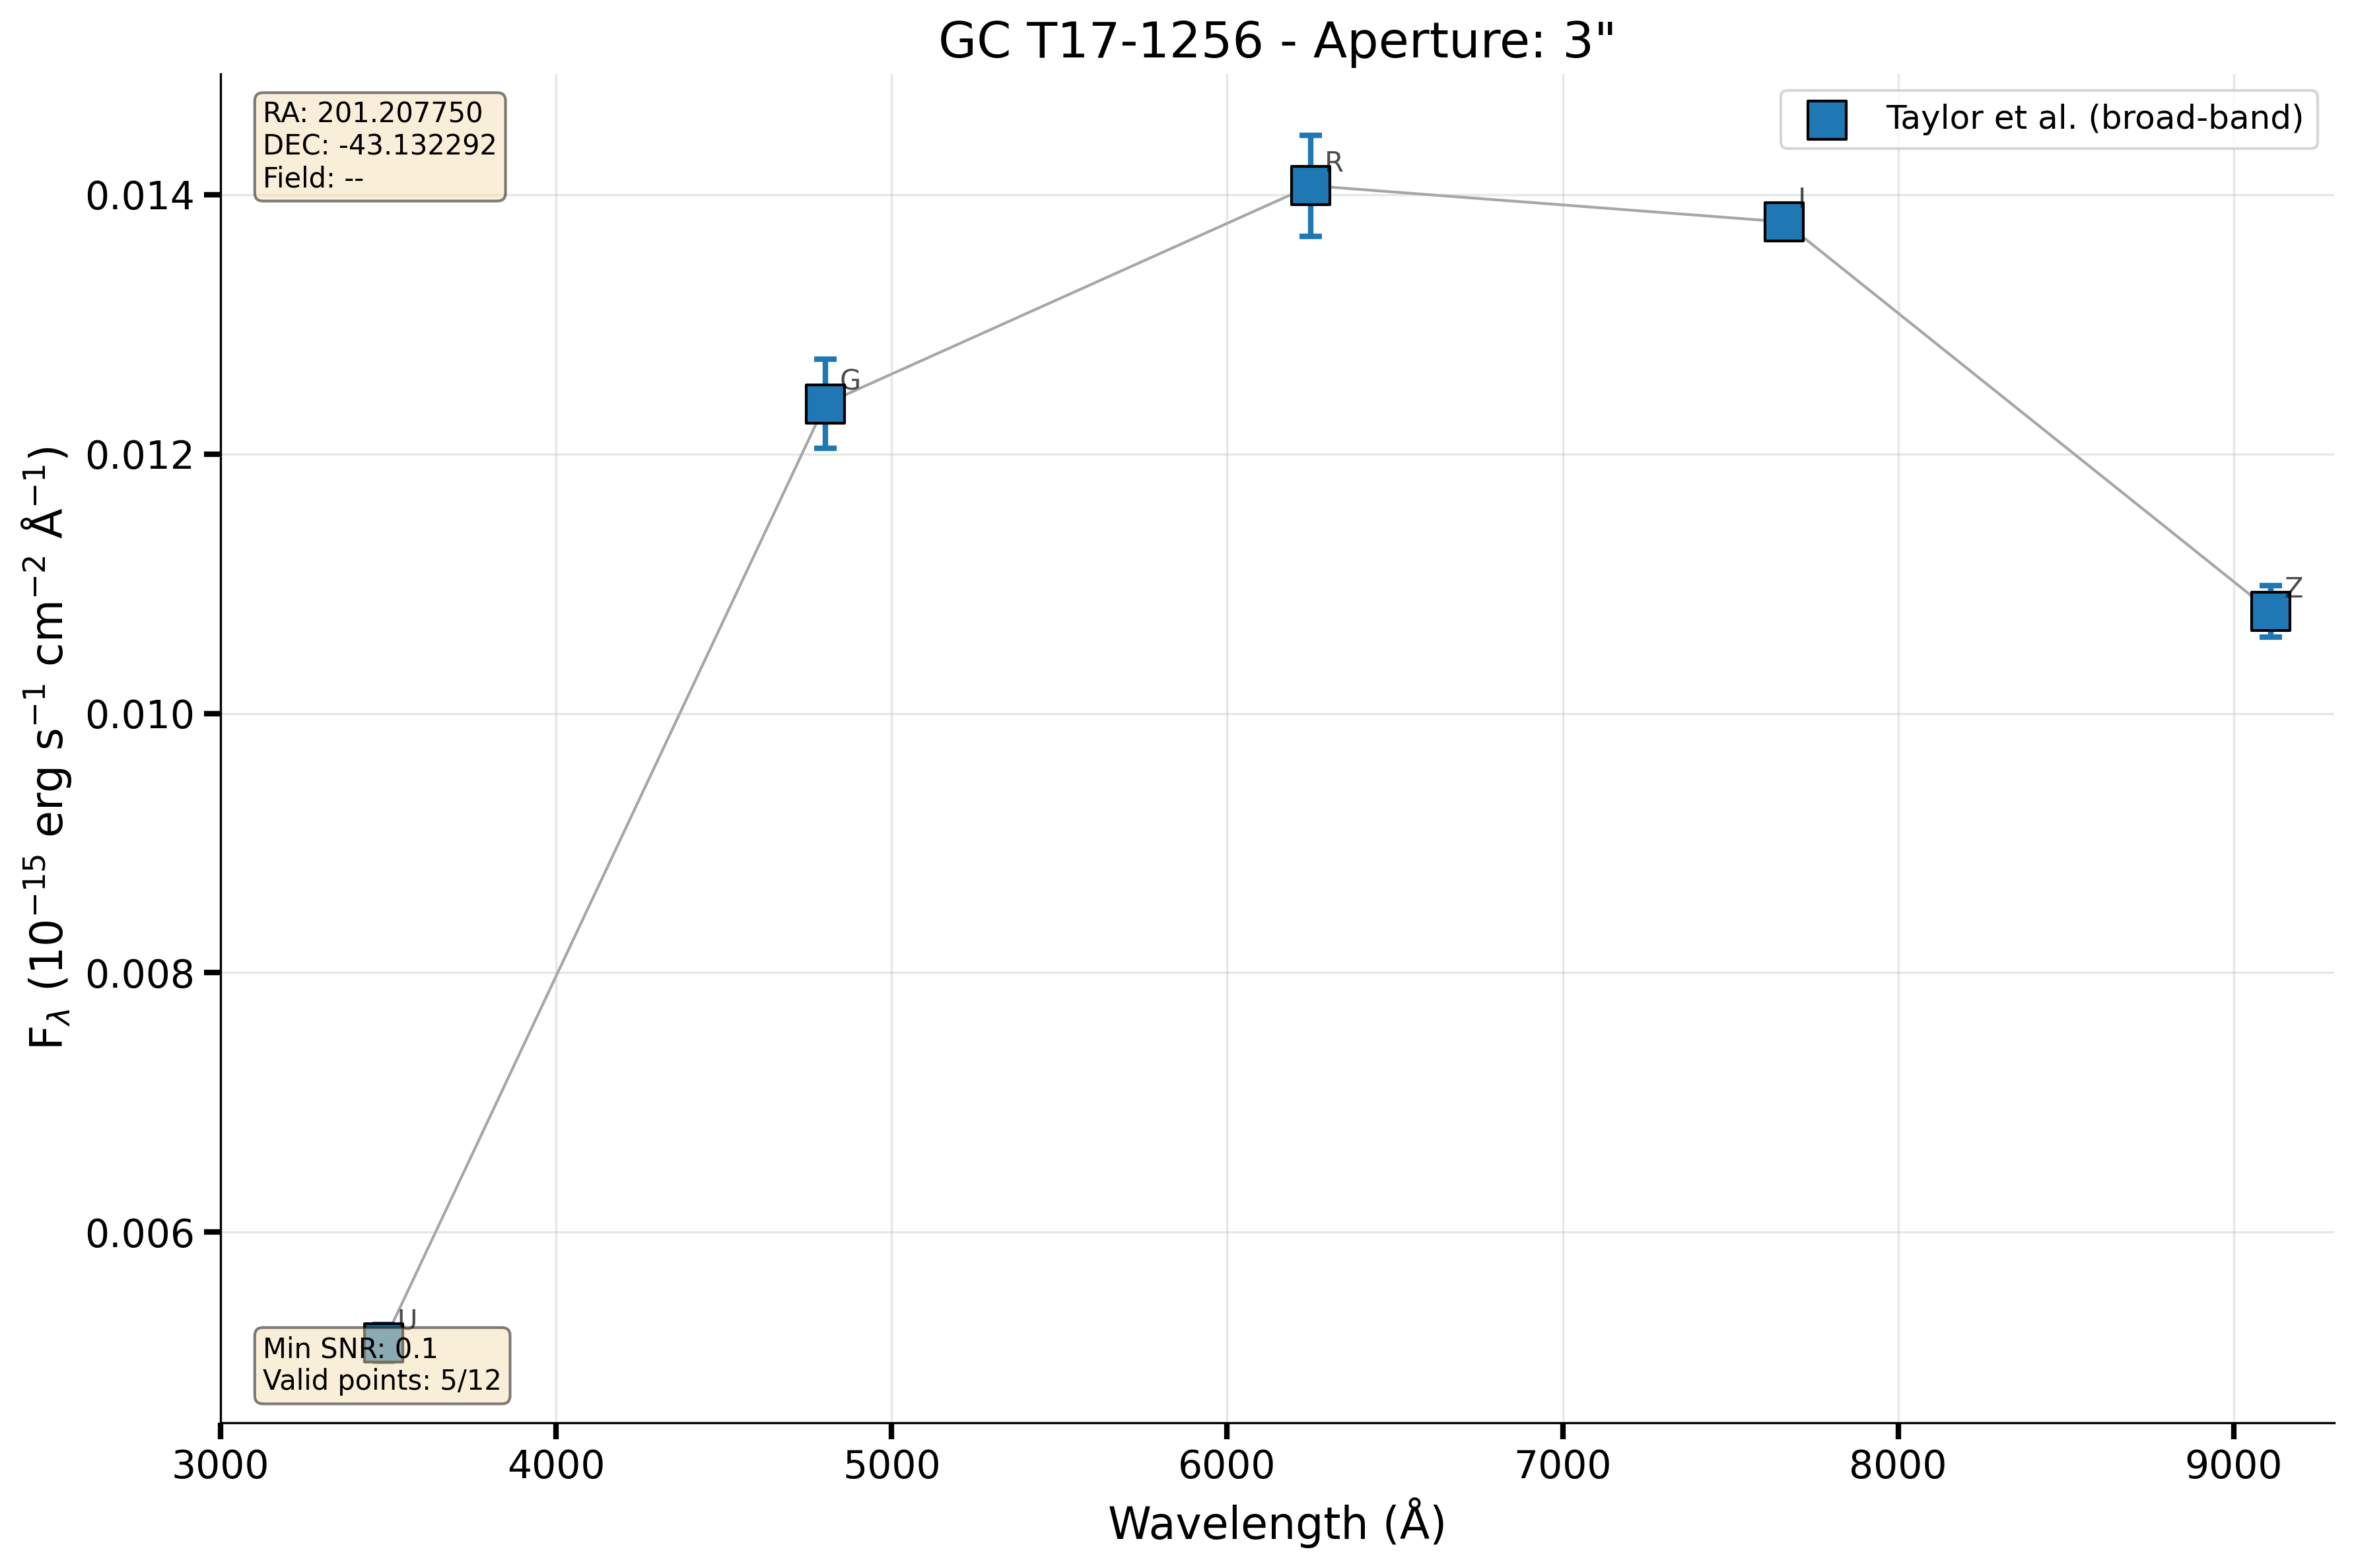 GC T17-1256 - Aperture: 3"
RA: 201.207750
DEC: -43.132292
Field: --
Taylor et al. (broad-band)
R
I
G
Z
U
Min SNR: 0.1
Valid points: 5/12
0.014
0.012
0.010
0.008
0.006
F_λ (10⁻¹⁵ erg s⁻¹ cm⁻² Å⁻¹)
3000 4000 5000 6000 7000 8000 9000
Wavelength (Å)